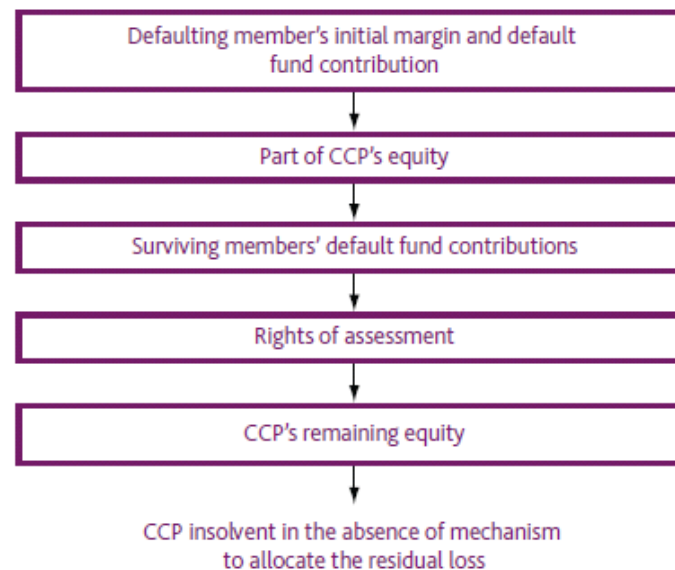 Defaulting member's initial margin and default
fund contribution
Part of CCP's equity
Surviving members' default fund contributions
Rights of assessment
CCP's remaining equity
CCP insolvent in the absence of mechanism
to allocate the residual loss